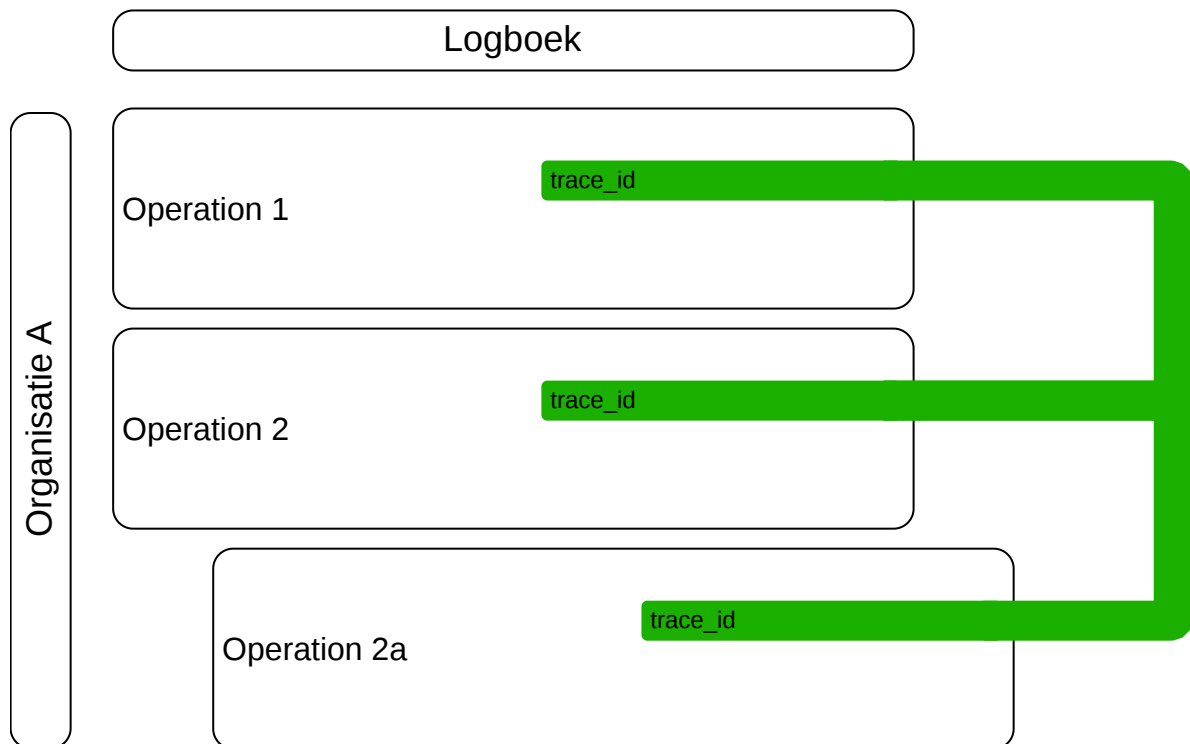 Logboek
Organisatie A
Operation 1
trace_id
Operation 2
trace_id
Operation 2a
trace_id